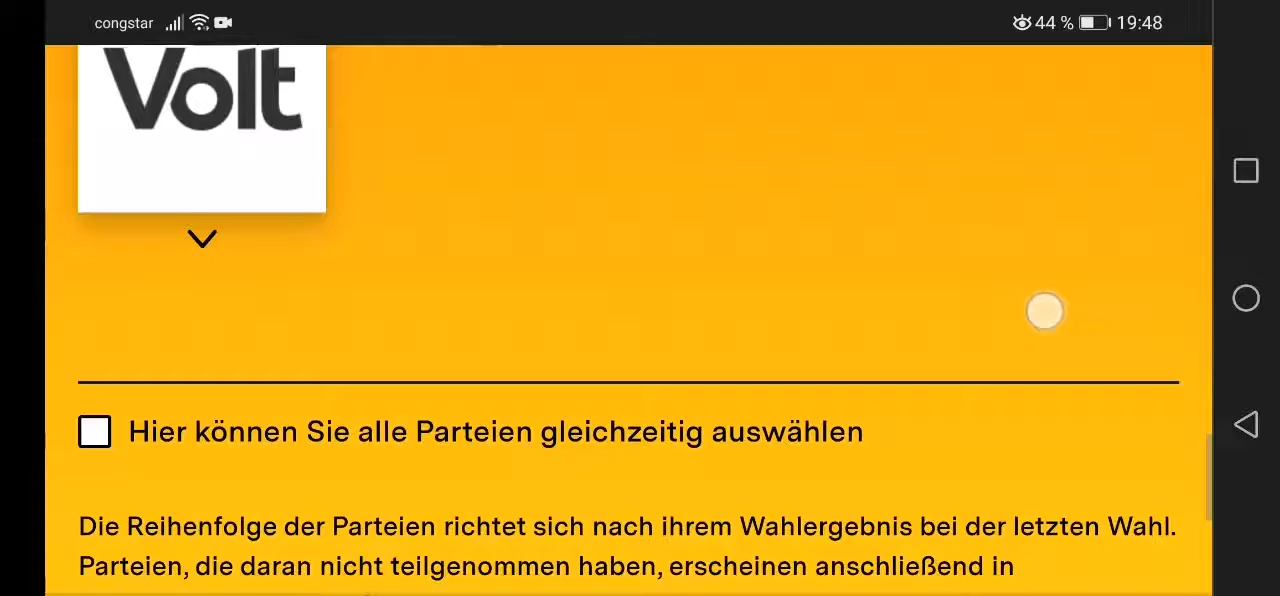 congstar
44 % 19:48
Volt
Hier können Sie alle Parteien gleichzeitig auswählen
Die Reihenfolge der Parteien richtet sich nach ihrem Wahlergebnis bei der letzten Wahl.
Parteien, die daran nicht teilgenommen haben, erscheinen anschließend in